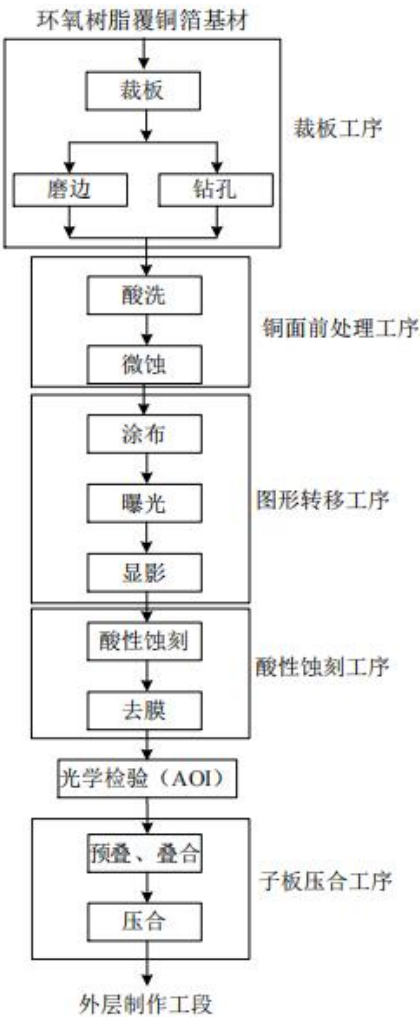 环氧树脂覆铜箔基材
裁板
裁板工序
磨边
钻孔
酸洗
铜面前处理工序
微蚀
涂布
曝光
图形转移工序
显影
酸性蚀刻
酸性蚀刻工序
去膜
光学检验（AOI）
预叠、叠合
子板压合工序
压合
外层制作工段